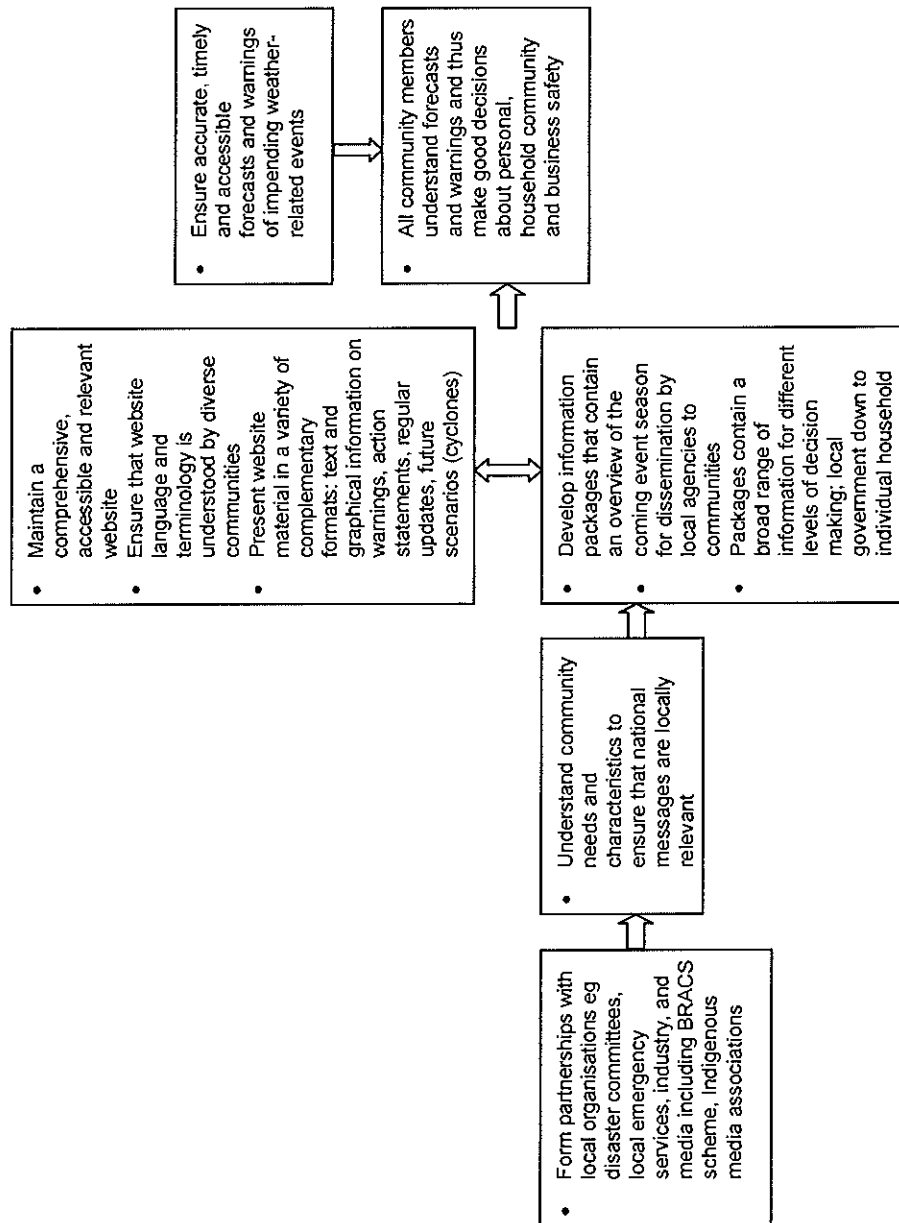 • Form partnerships with
local organisations eg
disaster committees,
local emergency
services, industry, and
media including BRACS
scheme, Indigenous
media associations
• Understand community
needs and
characteristics to
ensure that national
messages are locally
relevant
• Maintain a
comprehensive,
accessible and relevant
website
• Ensure that website
language and
terminology is
understood by diverse
communities
• Present website
material in a variety of
complementary
formats: text and
graphical information on
warnings, action
statements, regular
updates, future
scenarios (cyclones)
• Develop information
packages that contain
an overview of the
coming event season
for dissemination by
local agencies to
communities
• Packages contain a
broad range of
information for different
levels of decision
making; local
government down to
individual household
• Ensure accurate, timely
and accessible
forecasts and warnings
of impending weather-
related events
• All community members
understand forecasts
and warnings and thus
make good decisions
about personal,
household community
and business safety